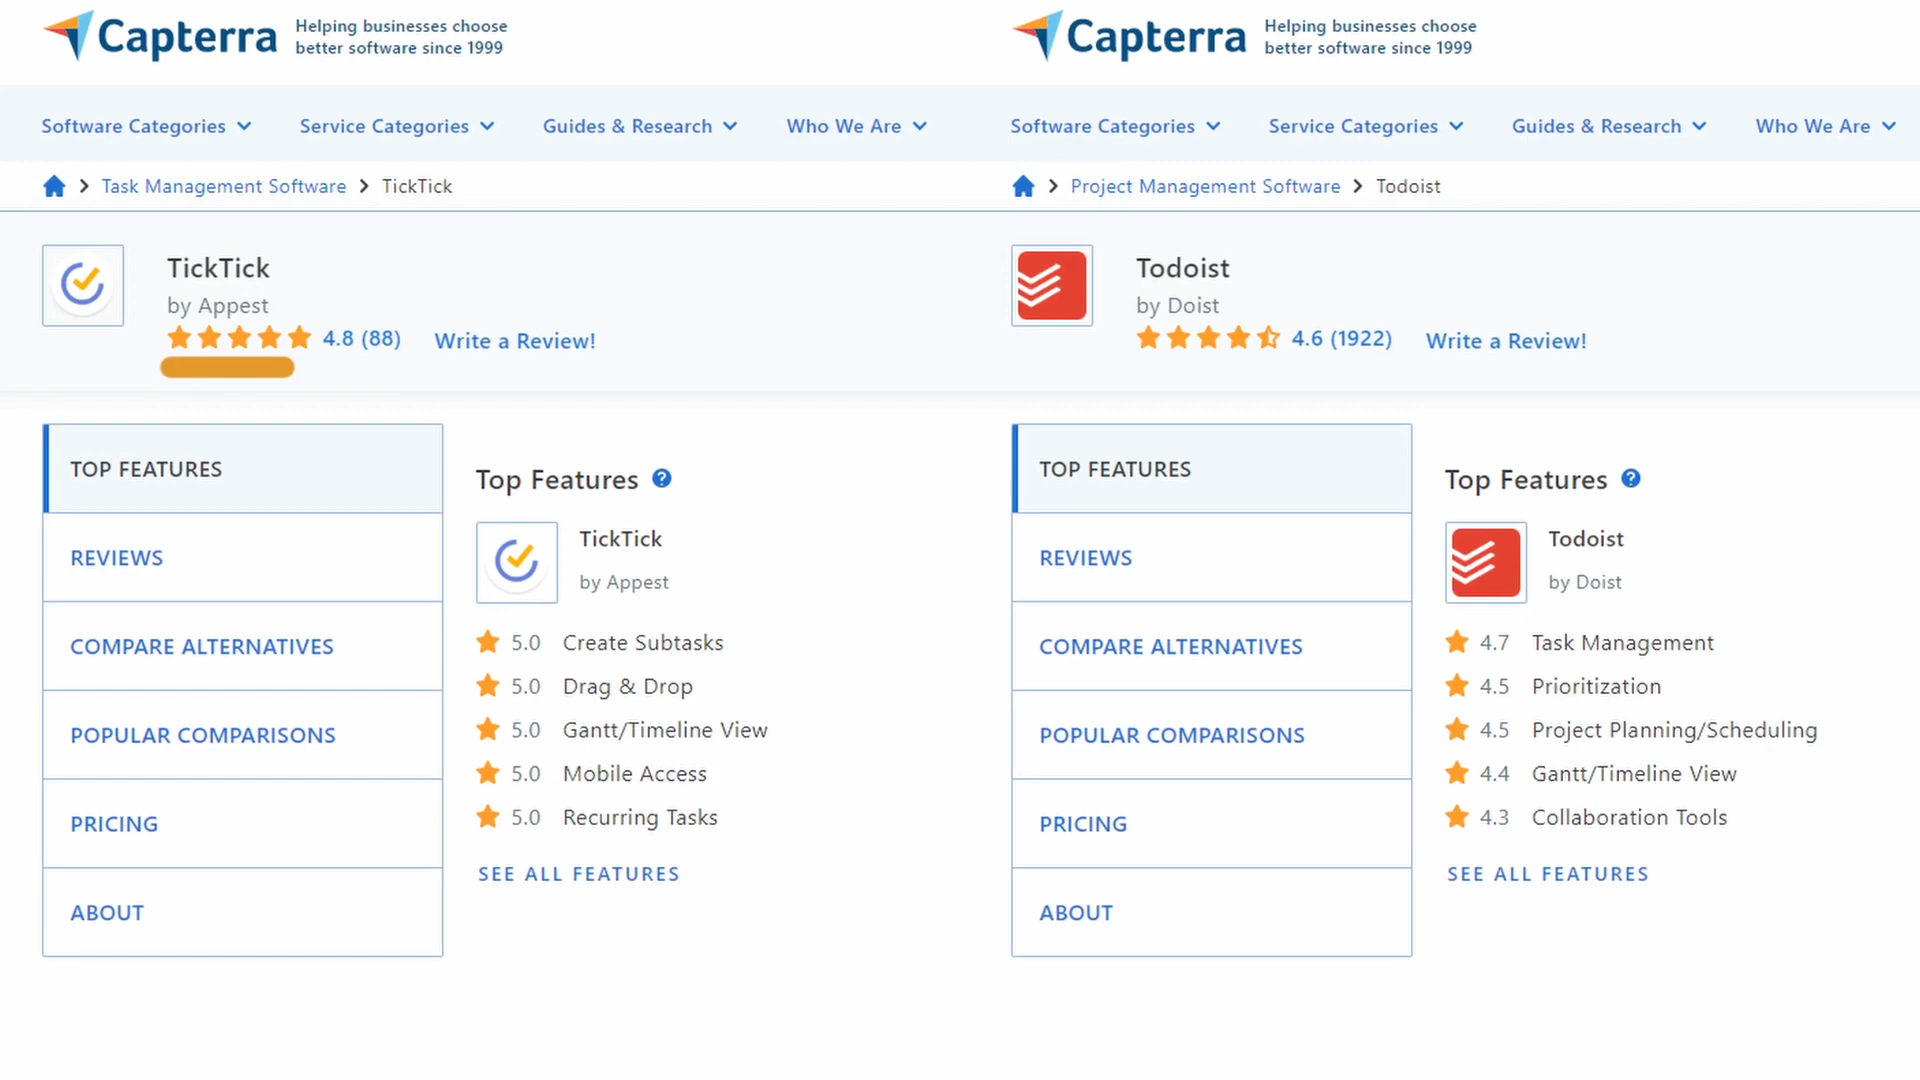 Capterra
Helping businesses choose
better software since 1999
Software Categories
Service Categories
Guides & Research
Who We Are
Task Management Software
TickTick
TickTick
by Appest
4.8 (88)
Write a Review!
TOP FEATURES
REVIEWS
COMPARE ALTERNATIVES
POPULAR COMPARISONS
PRICING
ABOUT
Top Features
TickTick
by Appest
5.0 Create Subtasks
5.0 Drag & Drop
5.0 Gantt/Timeline View
5.0 Mobile Access
5.0 Recurring Tasks
SEE ALL FEATURES
Capterra
Helping businesses choose
better software since 1999
Software Categories
Service Categories
Guides & Research
Who We Are
Project Management Software
Todoist
Todoist
by Doist
4.6 (1922)
Write a Review!
TOP FEATURES
REVIEWS
COMPARE ALTERNATIVES
POPULAR COMPARISONS
PRICING
ABOUT
Top Features
Todoist
by Doist
4.7 Task Management
4.5 Prioritization
4.5 Project Planning/Scheduling
4.4 Gantt/Timeline View
4.3 Collaboration Tools
SEE ALL FEATURES